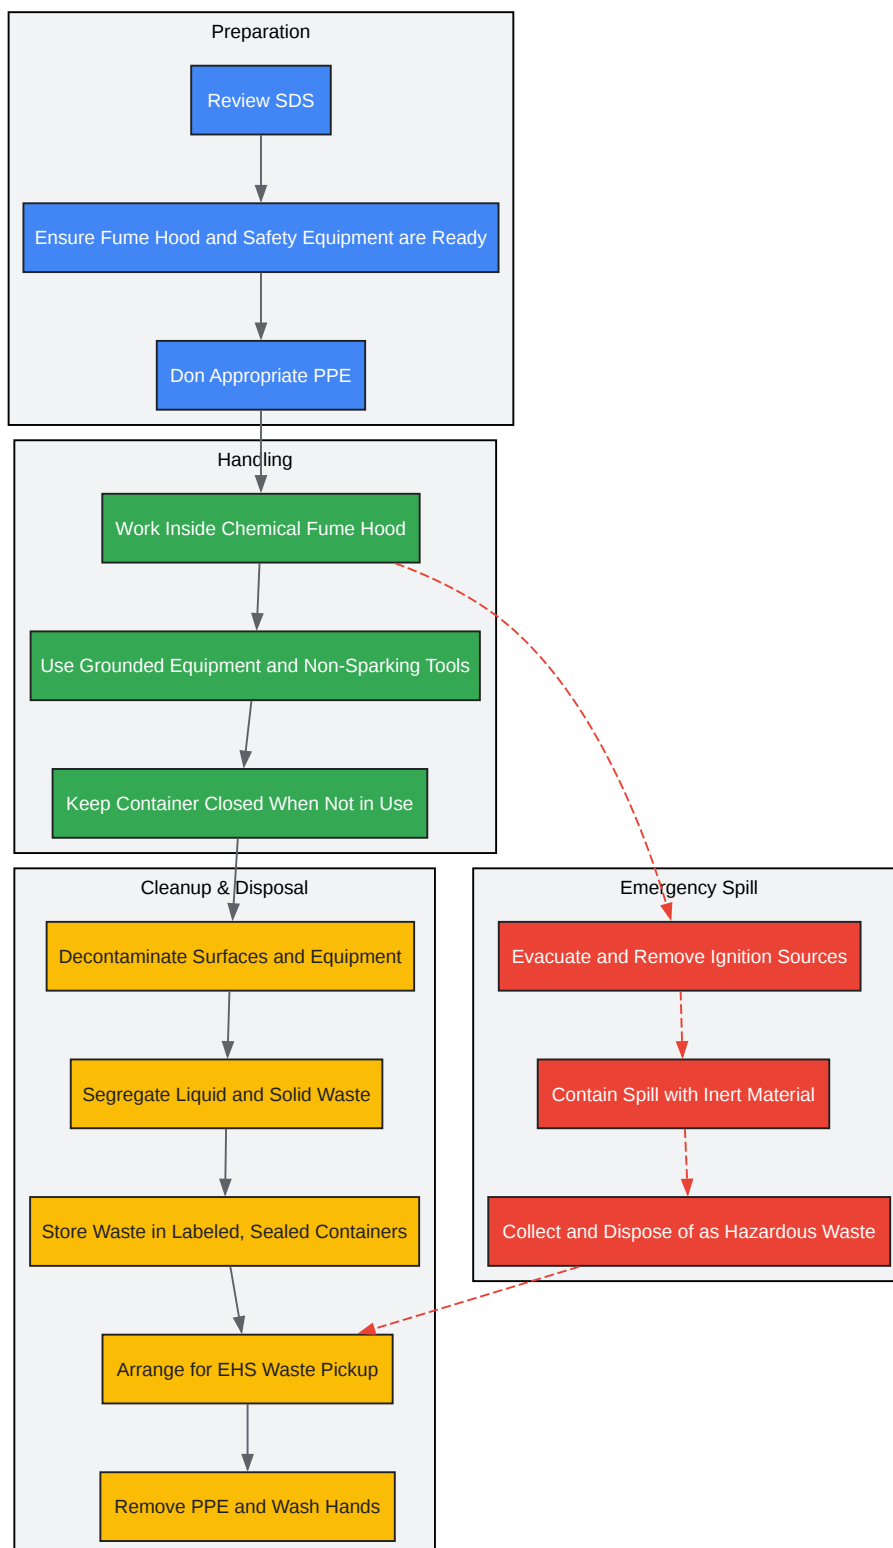 Preparation
Review SDS
Ensure Fume Hood and Safety Equipment are Ready
Don Appropriate PPE
Handling
Work Inside Chemical Fume Hood
Use Grounded Equipment and Non-Sparking Tools
Keep Container Closed When Not in Use
Cleanup & Disposal
Decontaminate Surfaces and Equipment
Segregate Liquid and Solid Waste
Store Waste in Labeled, Sealed Containers
Arrange for EHS Waste Pickup
Remove PPE and Wash Hands
Emergency Spill
Evacuate and Remove Ignition Sources
Contain Spill with Inert Material
Collect and Dispose of as Hazardous Waste